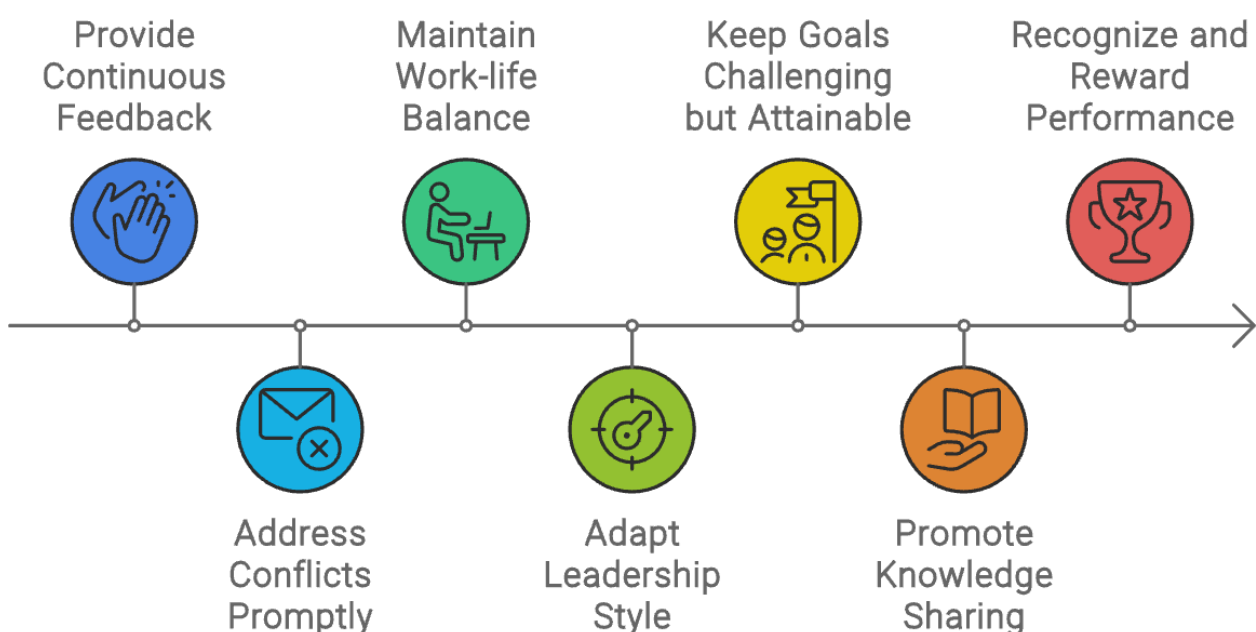 Provide
Continuous
Feedback
Maintain
Work-life
Balance
Keep Goals
Challenging
but Attainable
Recognize and
Reward
Performance
Address
Conflicts
Promptly
Adapt
Leadership
Style
Promote
Knowledge
Sharing